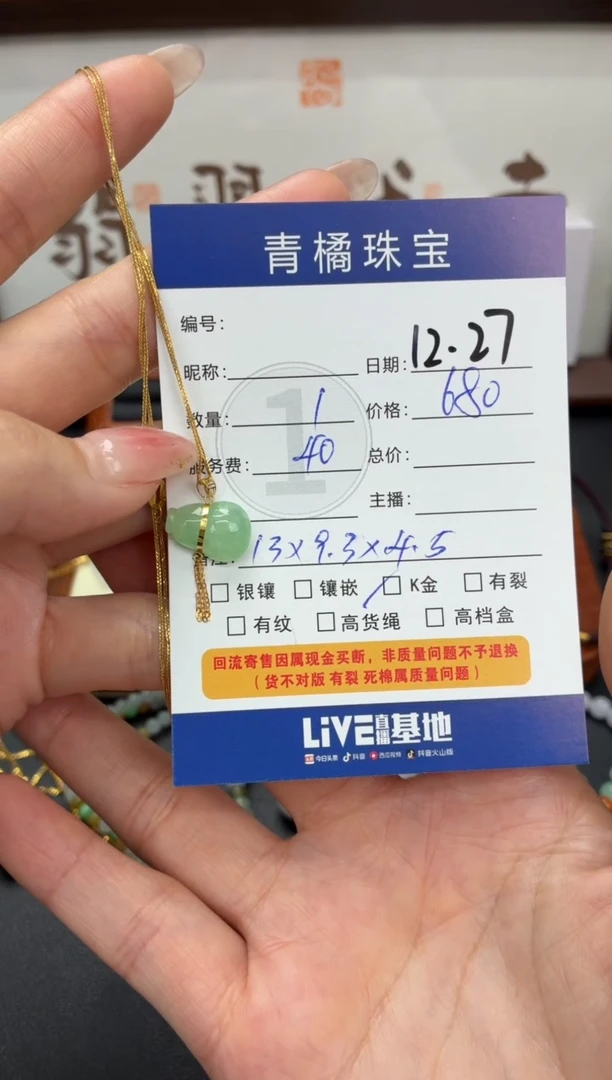 青橘珠宝
编号：
昵称： 日期：12.27
数量：1 价格：680
服务费：40 总价：
主播：
13×9.3×4.5
□银镶 □镶嵌 □K金 □有裂
□有纹 □高货绳 □高档盒
回流寄售因属现金买断，非质量问题不予退换
（货不对版 有裂 死棉属质量问题）
LiVE直播基地
今日头条 抖音 西瓜视频 抖音火山版